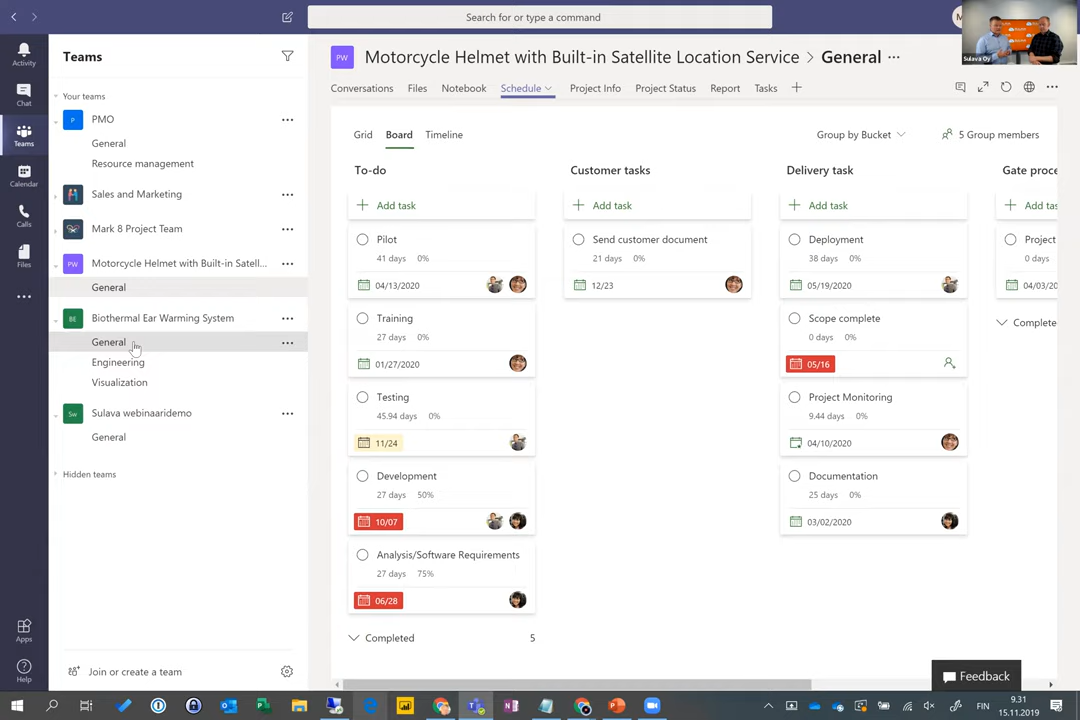 Search for or type a command
Sulava Oy
Activity
Chat
Teams
Calendar
Calls
Files
Apps
Help
Teams
Your teams
P
PMO
General
Resource management
Sales and Marketing
Mark 8 Project Team
PW
Motorcycle Helmet with Built-in Satell...
General
BE
Biothermal Ear Warming System
General
Engineering
Visualization
Sw
Sulava webinaaridemo
General
Hidden teams
Join or create a team
PW
Motorcycle Helmet with Built-in Satellite Location Service > General
Conversations Files Notebook Schedule Project Info Project Status Report Tasks
Grid Board Timeline
Group by Bucket
5 Group members
To-do
Add task
Pilot
41 days 0%
04/13/2020
Training
27 days 0%
01/27/2020
Testing
45.94 days 0%
11/24
Development
27 days 50%
10/07
Analysis/Software Requirements
27 days 75%
06/28
Completed 5
Customer tasks
Add task
Send customer document
21 days 0%
12/23
Delivery task
Add task
Deployment
38 days 0%
05/19/2020
Scope complete
0 days 0%
05/16
Project Monitoring
9.44 days 0%
04/10/2020
Documentation
25 days 0%
03/02/2020
Gate proce
Add tas
Project
0 days
04/03/20
Complete
Feedback
FIN
9.31
15.11.2019